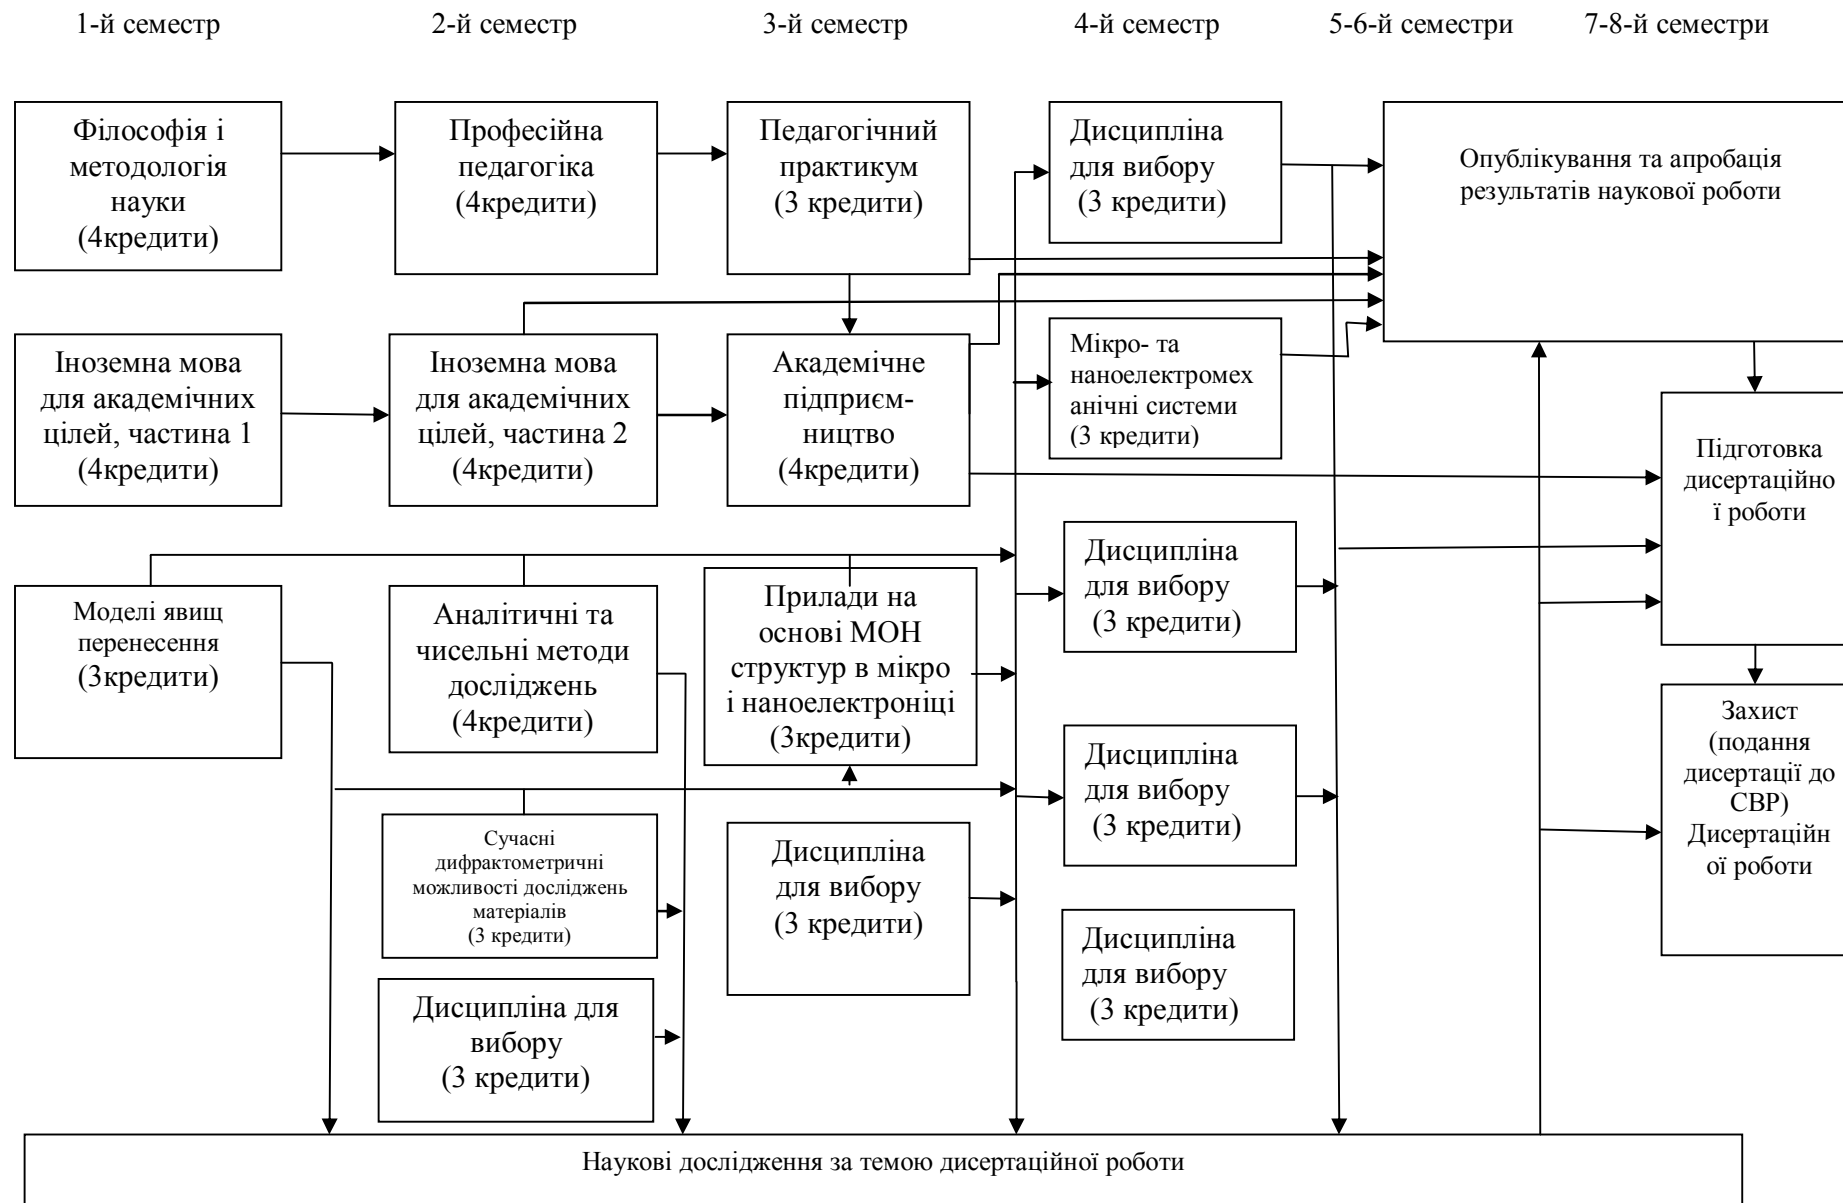 1-й семестр
2-й семестр
3-й семестр
4-й семестр
5-6-й семестри
7-8-й семестри
Філософія і
методологія
науки
(4кредити)
Професійна
педагогіка
(4кредити)
Педагогічний
практикум
(3 кредити)
Дисципліна
для вибору
(3 кредити)
Опублікування та апробація
результатів наукової роботи
Іноземна мова
для академічних
цілей, частина 1
(4кредити)
Іноземна мова
для академічних
цілей, частина 2
(4кредити)
Академічне
підприєм-
ництво
(4кредити)
Мікро- та
наноелектромех
анічні системи
(3 кредити)
Підготовка
дисертаційно
ї роботи
Моделі явищ
перенесення
(3кредити)
Аналітичні та
чисельні методи
досліджень
(4кредити)
Прилади на
основі МОН
структур в мікро
і наноелектроніці
(3кредити)
Дисципліна
для вибору
(3 кредити)
Захист
(подання
дисертації до
СВР)
Дисертаційн
ої роботи
Сучасні
дифрактометричні
можливості досліджень
матеріалів
(3 кредити)
Дисципліна
для вибору
(3 кредити)
Дисципліна
для вибору
(3 кредити)
Дисципліна для
вибору
(3 кредити)
Дисципліна
для вибору
(3 кредити)
Наукові дослідження за темою дисертаційної роботи